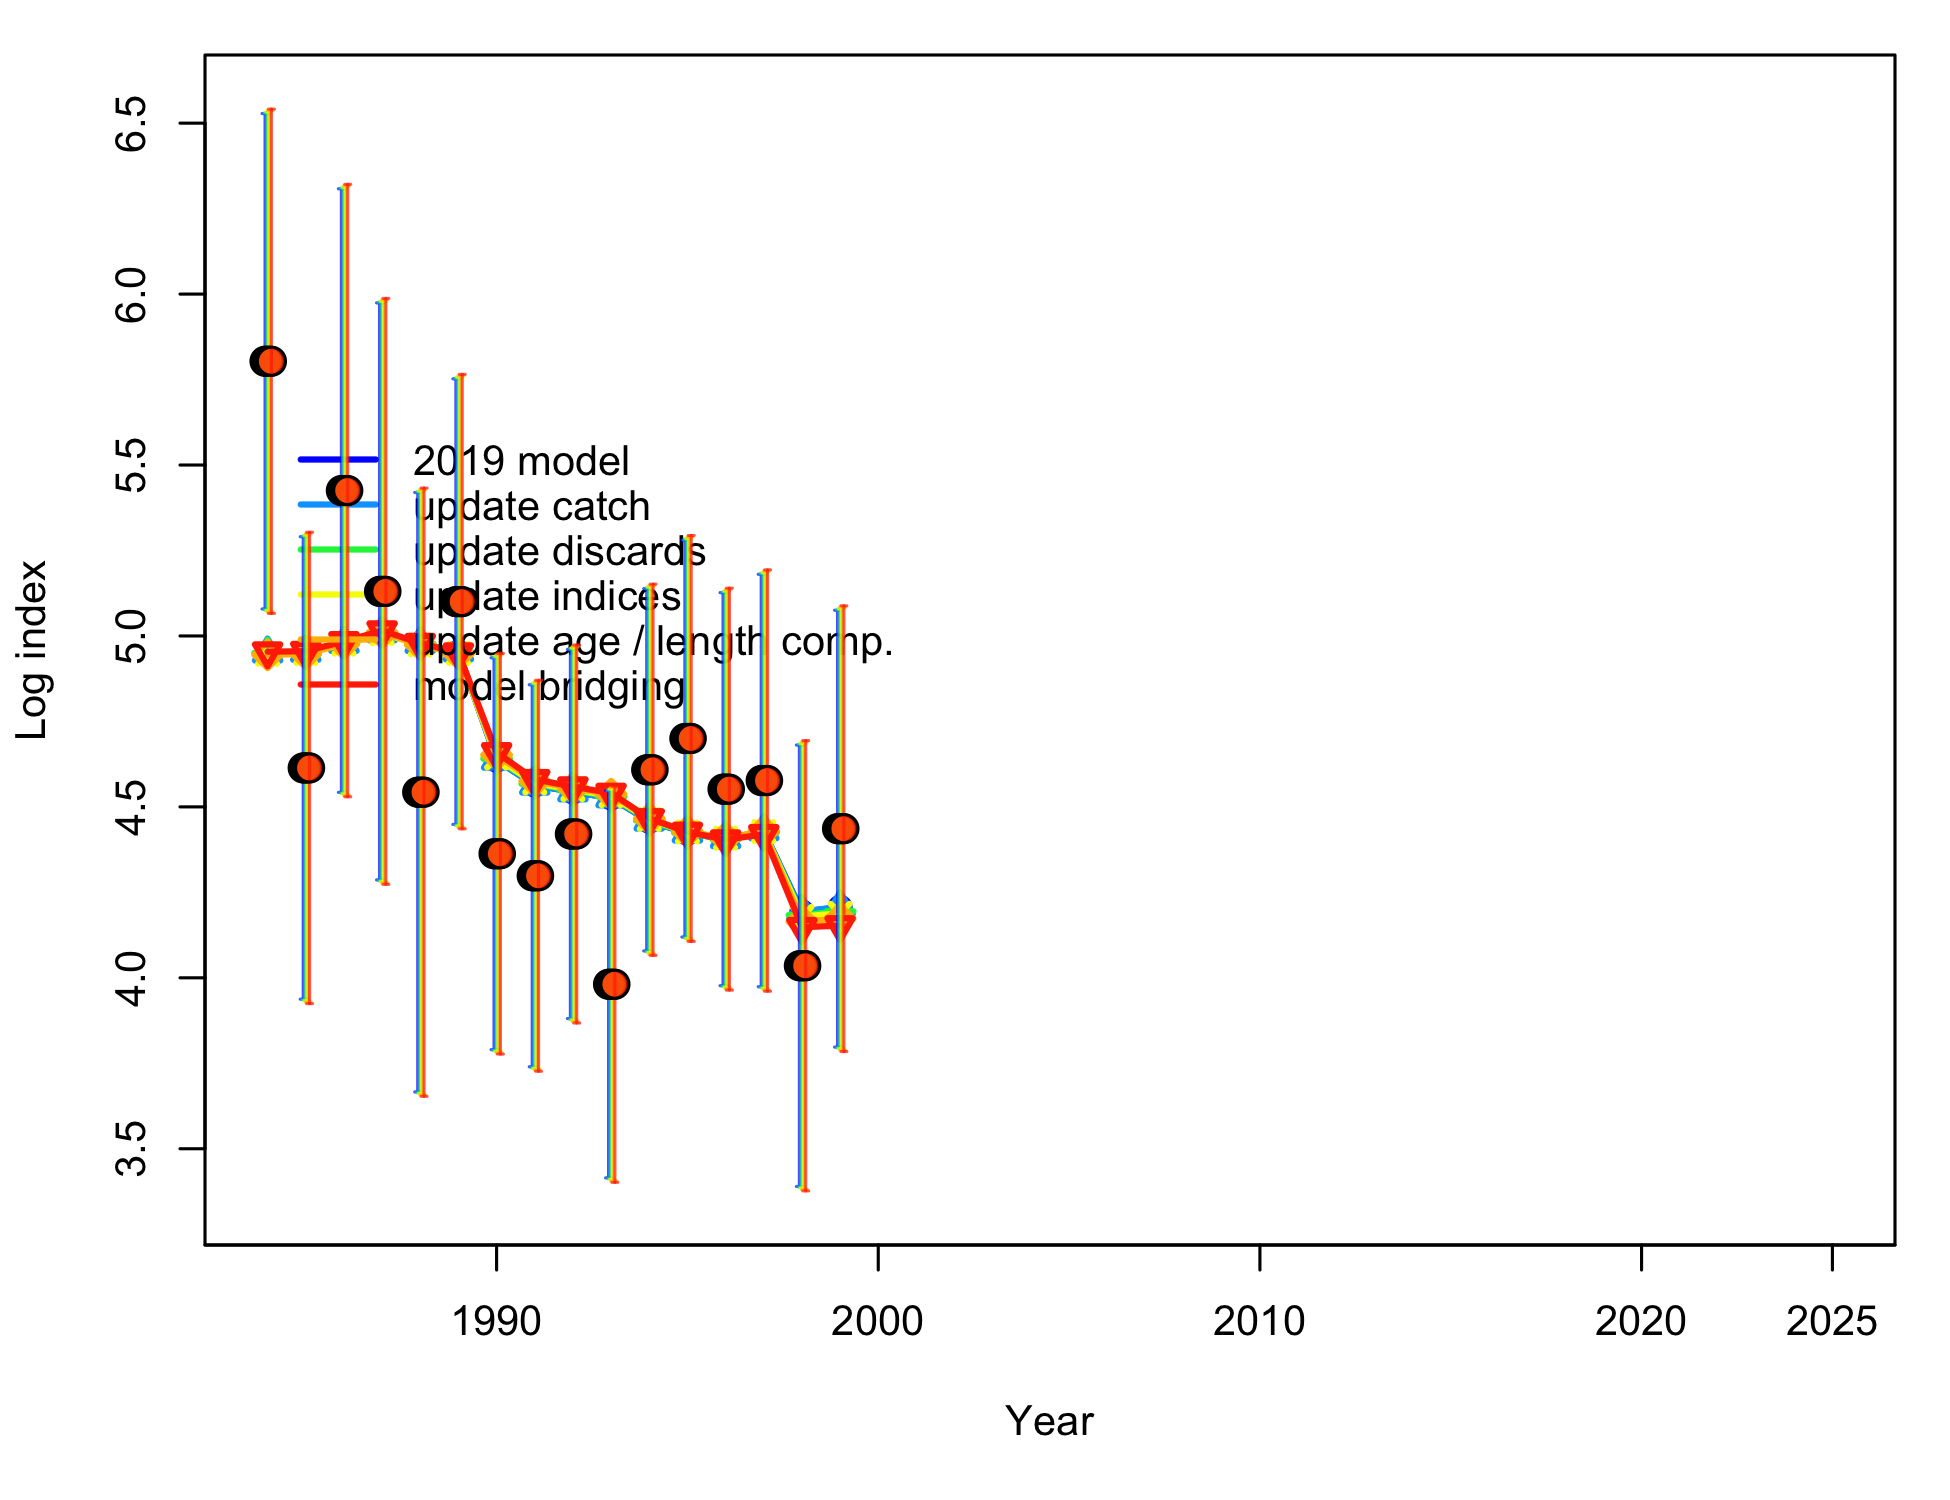 6.5
6.0
5.5
5.0
4.5
4.0
3.5
Log index
2019 model
update catch
update discards
update indices
update age / length comp.
model bridging
1990 2000 2010 2020 2025
Year